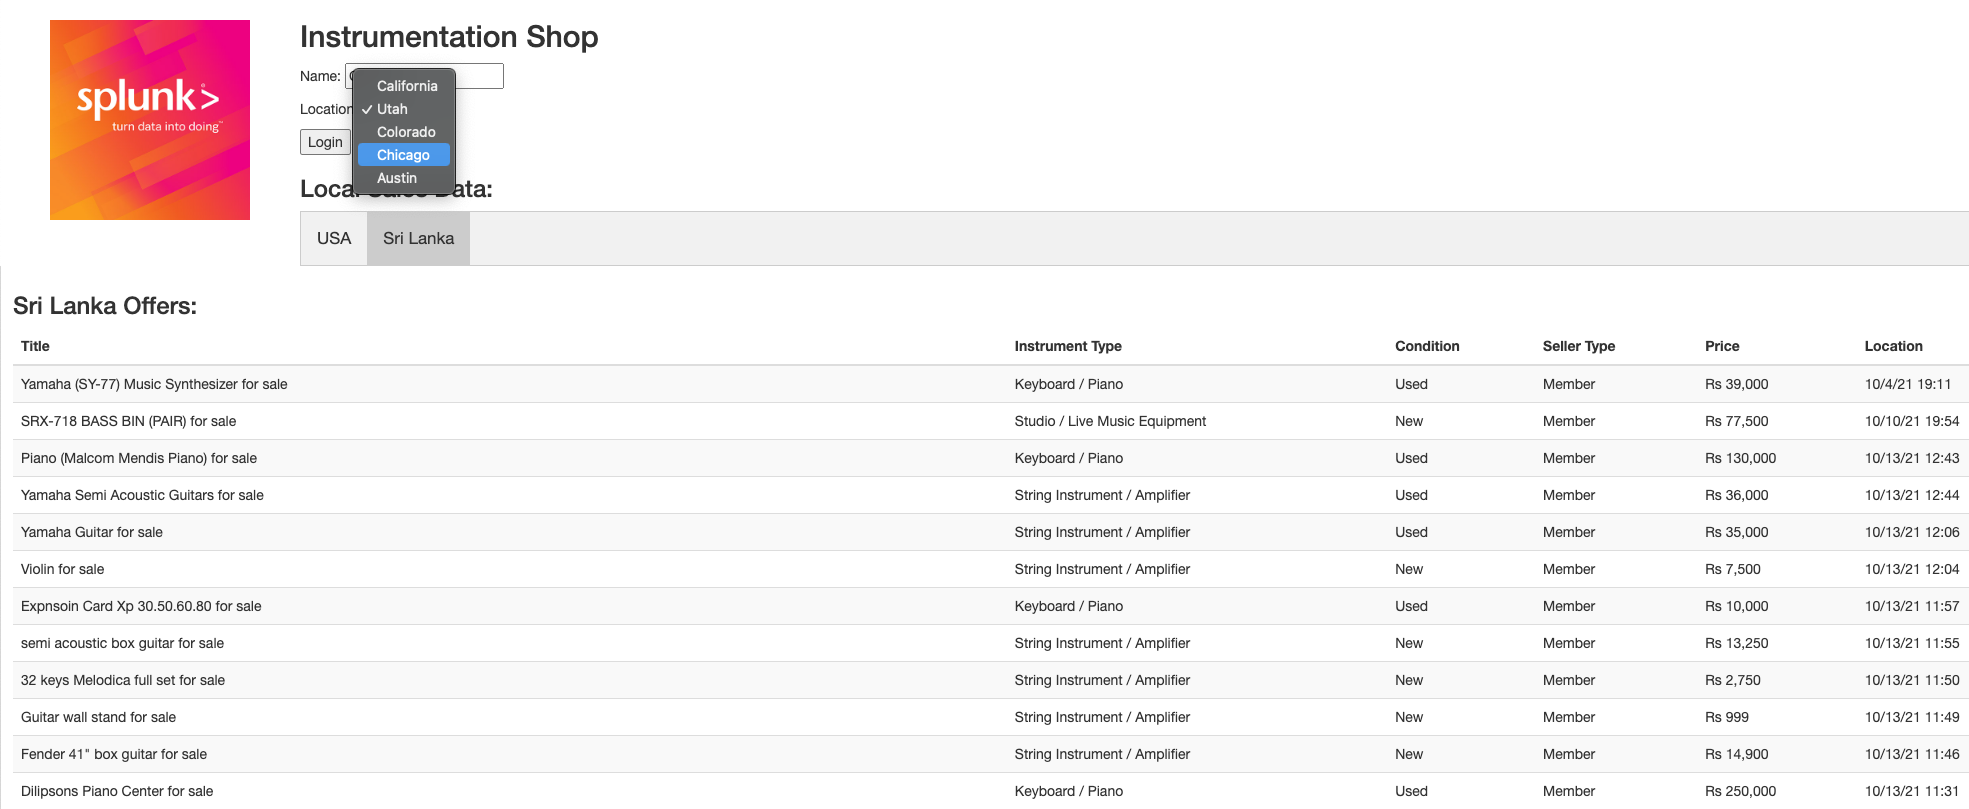 splunk>
turn data into doing™
Instrumentation Shop
Name:
California
Location ✓ Utah
Colorado
Login Chicago
Austin
Data:
USA Sri Lanka
Sri Lanka Offers:
Title Instrument Type Condition Seller Type Price Location
Yamaha (SY-77) Music Synthesizer for sale Keyboard / Piano Used Member Rs 39,000 10/4/21 19:11
SRX-718 BASS BIN (PAIR) for sale Studio / Live Music Equipment New Member Rs 77,500 10/10/21 19:54
Piano (Malcom Mendis Piano) for sale Keyboard / Piano Used Member Rs 130,000 10/13/21 12:43
Yamaha Semi Acoustic Guitars for sale String Instrument / Amplifier Used Member Rs 36,000 10/13/21 12:44
Yamaha Guitar for sale String Instrument / Amplifier Used Member Rs 35,000 10/13/21 12:06
Violin for sale String Instrument / Amplifier New Member Rs 7,500 10/13/21 12:04
Expnsoin Card Xp 30.50.60.80 for sale Keyboard / Piano Used Member Rs 10,000 10/13/21 11:57
semi acoustic box guitar for sale String Instrument / Amplifier New Member Rs 13,250 10/13/21 11:55
32 keys Melodica full set for sale String Instrument / Amplifier New Member Rs 2,750 10/13/21 11:50
Guitar wall stand for sale String Instrument / Amplifier New Member Rs 999 10/13/21 11:49
Fender 41" box guitar for sale String Instrument / Amplifier New Member Rs 14,900 10/13/21 11:46
Dilipsons Piano Center for sale Keyboard / Piano Used Member Rs 250,000 10/13/21 11:31